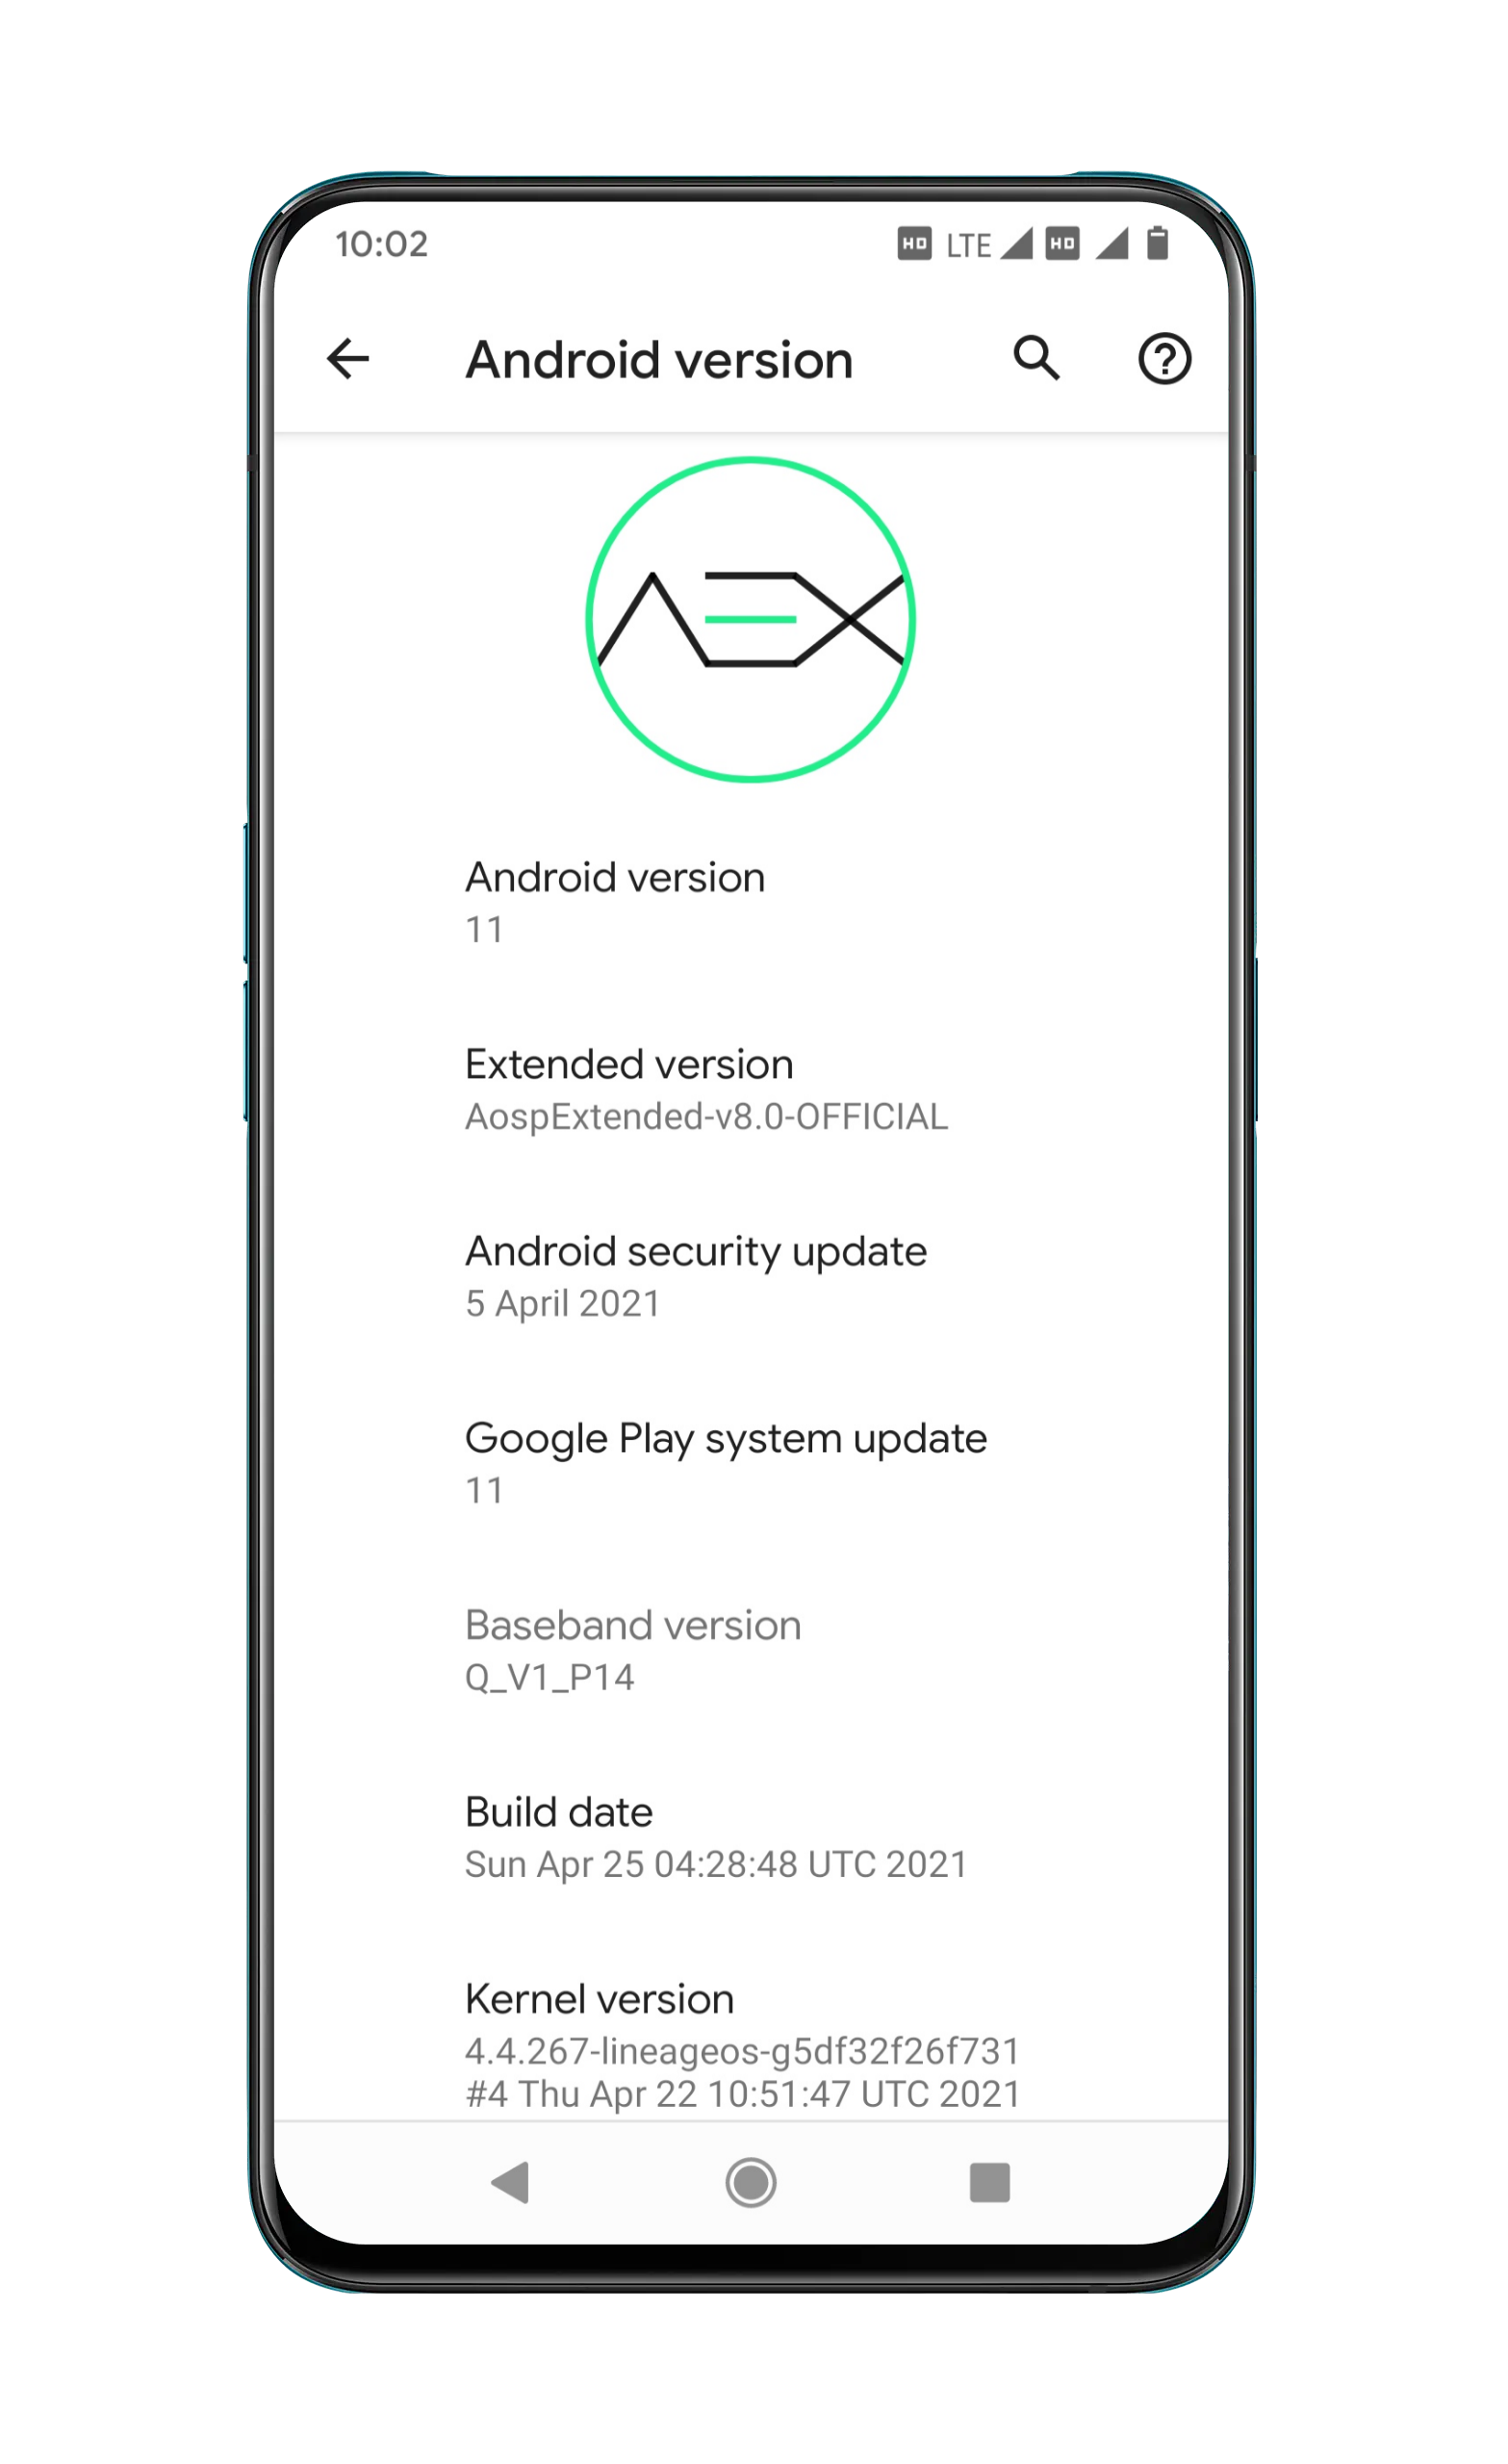 10:02 HD LTE HD
Android version
AEX
Android version
11
Extended version
AospExtended-v8.0-OFFICIAL
Android security update
5 April 2021
Google Play system update
11
Baseband version
Q_V1_P14
Build date
Sun Apr 25 04:28:48 UTC 2021
Kernel version
4.4.267-lineageos-g5df32f26f731
#4 Thu Apr 22 10:51:47 UTC 2021